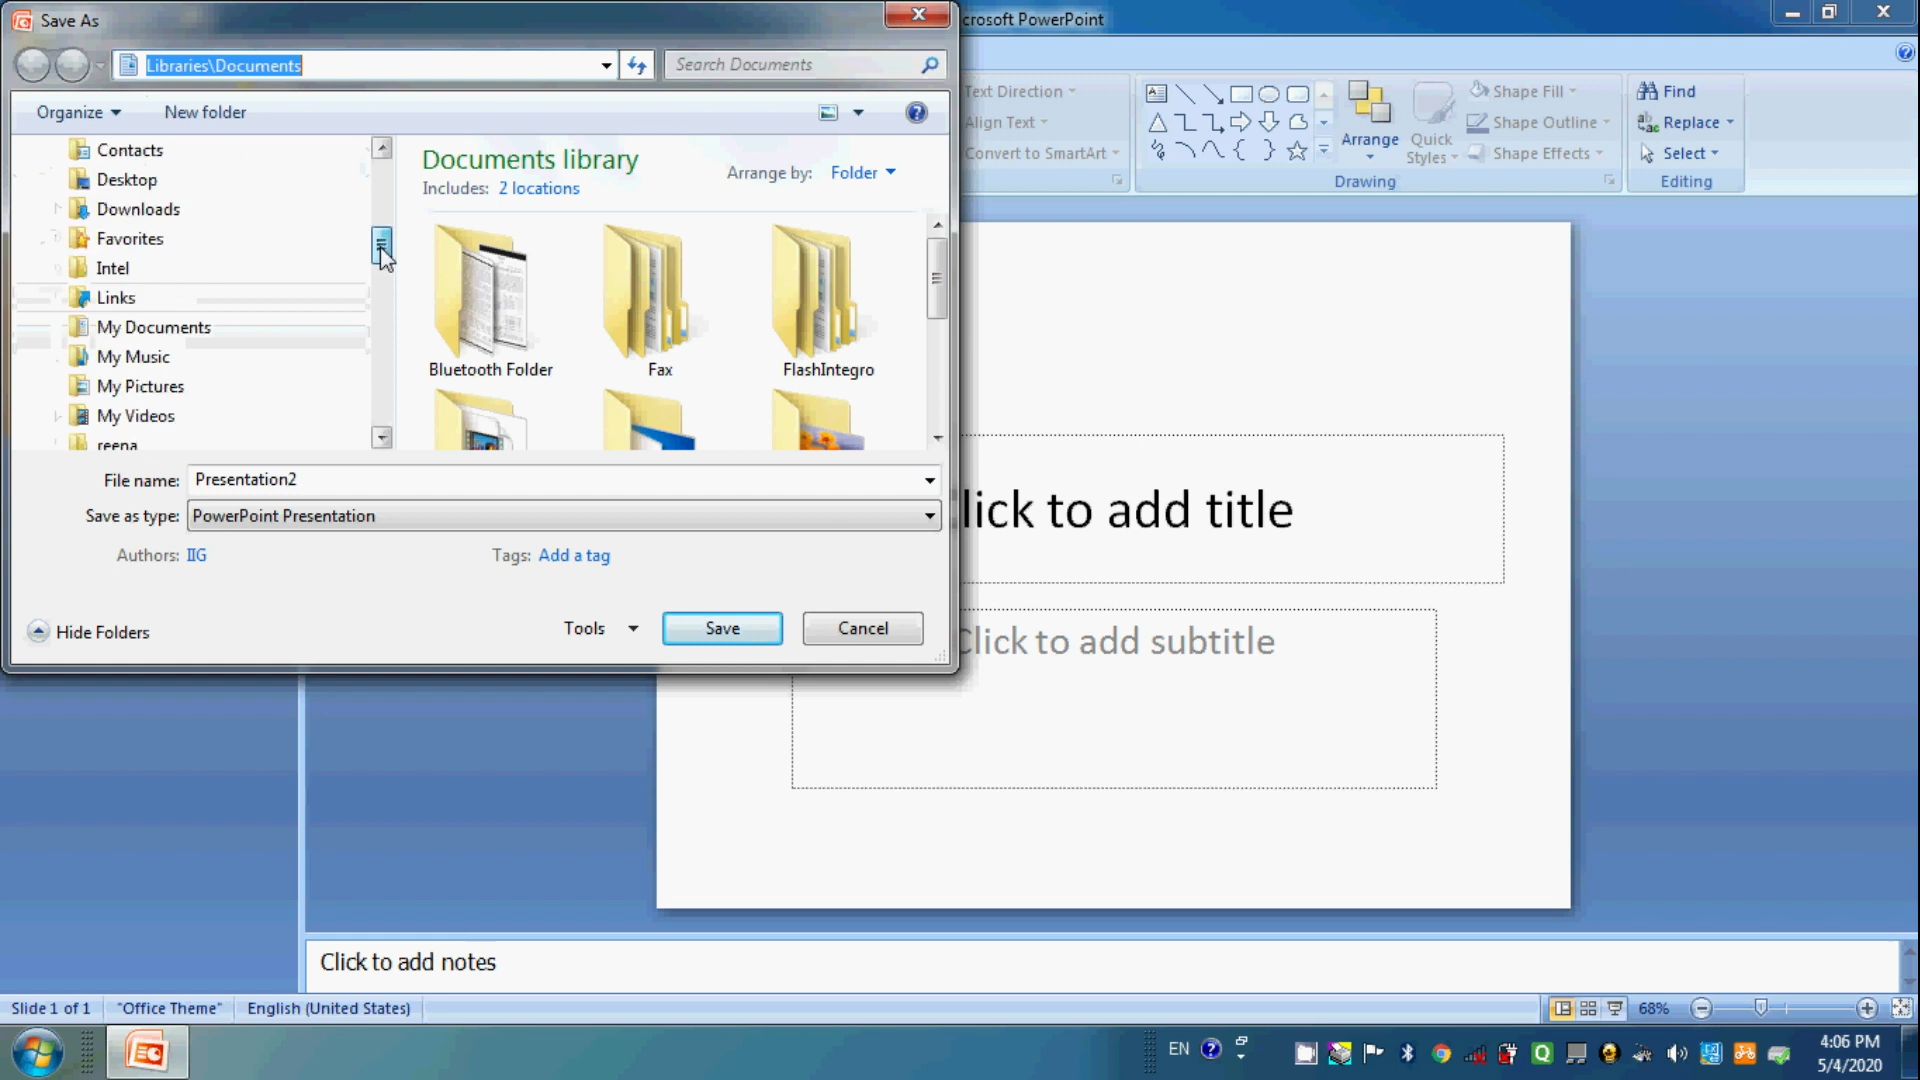 Save As
crosoft PowerPoint
Libraries\Documents
Search Documents
Organize
New folder
Contacts
Desktop
Downloads
Favorites
Intel
Links
My Documents
My Music
My Pictures
My Videos
reena
Documents library
Includes: 2 locations
Arrange by: Folder
Bluetooth Folder
Fax
FlashIntegro
File name: Presentation2
Save as type: PowerPoint Presentation
Authors: IIG
Tags: Add a tag
Hide Folders
Tools
Save
Cancel
Text Direction
Align Text
Convert to SmartArt
Arrange
Quick
Styles
Shape Fill
Shape Outline
Shape Effects
Drawing
Find
Replace
Select
Editing
lick to add title
Click to add subtitle
Click to add notes
Slide 1 of 1
"Office Theme"
English (United States)
68%
EN
4:06 PM
5/4/2020